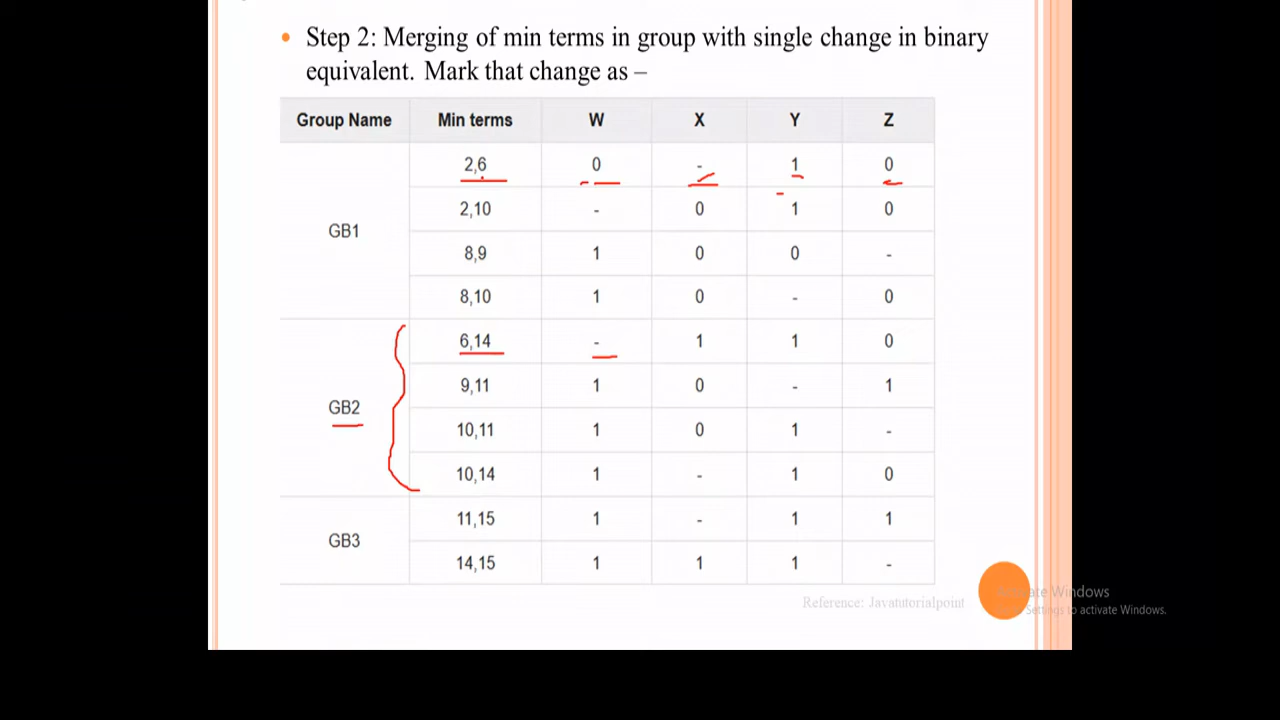 Step 2: Merging of min terms in group with single change in binary
equivalent. Mark that change as –
Group Name Min terms W X Y Z
GB1
2,6 0 - 1 0
2,10 - 0 1 0
8,9 1 0 0 -
8,10 1 0 - 0
GB2
6,14 - 1 1 0
9,11 1 0 - 1
10,11 1 0 1 -
10,14 1 - 1 0
GB3
11,15 1 - 1 1
14,15 1 1 1 -
Reference: Javatutorialpoint
Windows
to activate Windows.